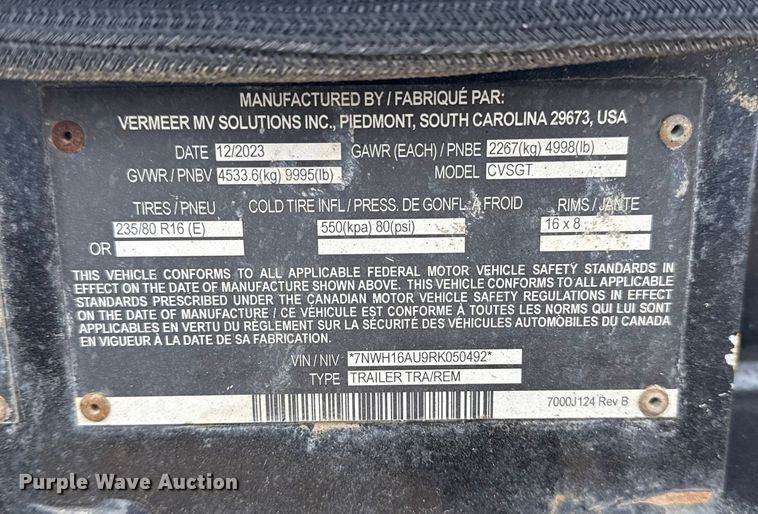 MANUFACTURED BY / FABRIQUÉ PAR:
VERMEER MV SOLUTIONS INC., PIEDMONT, SOUTH CAROLINA 29673, USA
DATE 12/2023 GAWR (EACH) / PNBE 2267(kg) 4998(lb)
GVWR / PNBV 4533.6(kg) 9995(lb) MODEL CVSGT
TIRES / PNEU COLD TIRE INFL / PRESS. DE GONFL. À FROID RIMS / JANTE
235/80 R16 (E) 550(kpa) 80(psi) 16 x 8
OR
THIS VEHICLE CONFORMS TO ALL APPLICABLE FEDERAL MOTOR VEHICLE SAFETY STANDARDS IN
EFFECT ON THE DATE OF MANUFACTURE SHOWN ABOVE. THIS VEHICLE CONFORMS TO ALL APPLICABLE
STANDARDS PRESCRIBED UNDER THE CANADIAN MOTOR VEHICLE SAFETY REGULATIONS IN EFFECT
ON THE DATE OF MANUFACTURE / CE VÉHICULE EST CONFORME À TOUTES LES NORMES QUI LUI SONT
APPLICABLES EN VERTU DU RÈGLEMENT SUR LA SÉCURITÉ DES VÉHICULES AUTOMOBILES DU CANADA
EN VIGUEUR À LA DATE DE SA FABRICATION.
VIN / NIV *7NWH16AU9RK050492*
TYPE TRAILER TRA/REM
7000J124 Rev B
Purple Wave Auction®